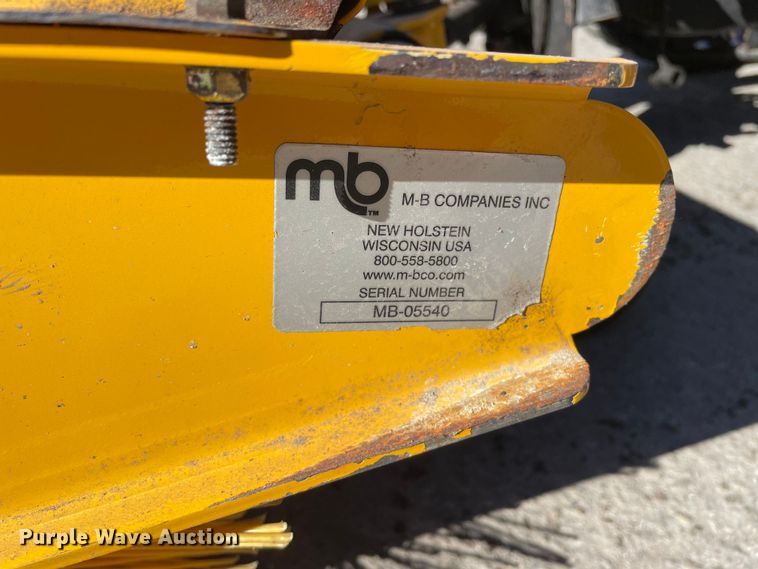 mb
TM
M-B COMPANIES INC
NEW HOLSTEIN
WISCONSIN USA
800-558-5800
www.m-bco.com
SERIAL NUMBER
MB-05540
Purple Wave Auction